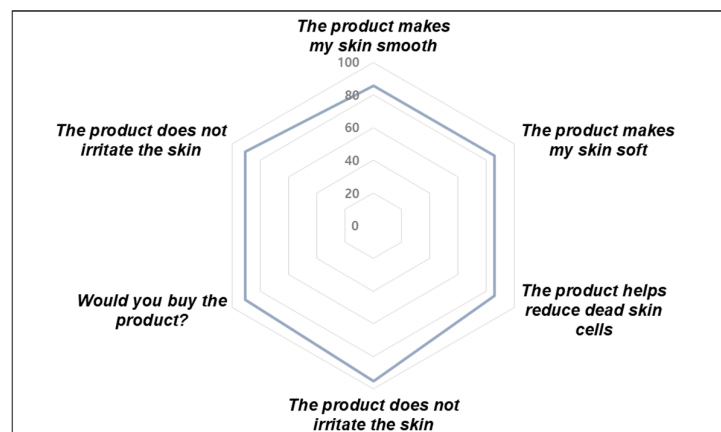 The product makes
my skin smooth
100
80
60
40
20
0
The product does not
irritate the skin
The product makes
my skin soft
Would you buy the
product?
The product helps
reduce dead skin
cells
The product does not
irritate the skin